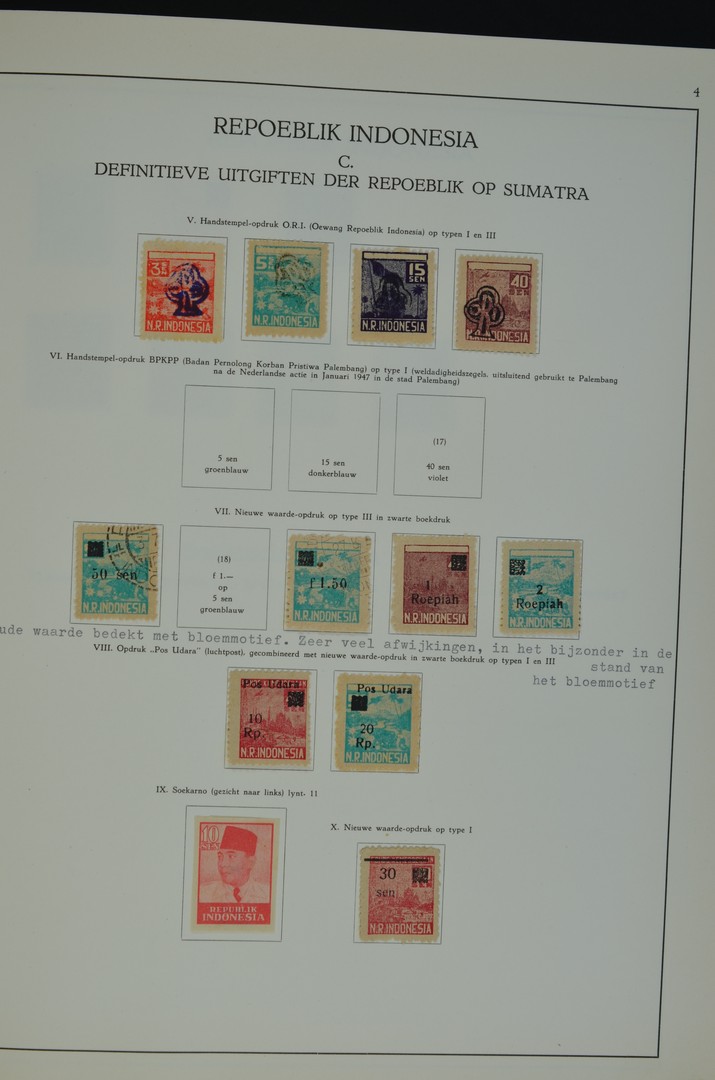 4
REPOEBLIK INDONESIA
C.
DEFINITIEVE UITGIFTEN DER REPOEBLIK OP SUMATRA
V. Handstempel-opdruk O.R.I. (Oewang Repoeblik Indonesia) op typen I en III
3 SEN
N.R.INDONESIA
5 SEN
N.R.INDONESIA
15 SEN
N.R.INDONESIA
40 SEN
VI. Handstempel-opdruk BPKPP (Badan Pernolong Korban Pristiwa Palembang) op type I (weldadigheidszegels, uitsluitend gebruikt te Palembang
na de Nederlandse actie in Januari 1947 in de stad Palembang)
5 sen
groenblauw
15 sen
donkerblauw
(17)
40 sen
violet
VII. Nieuwe waarde-opdruk op type III in zwarte boekdruk
50 sen
N.R.INDONESIA
(18)
f 1.—
op
5 sen
groenblauw
f 1.50
N.R.INDONESIA
1
Roepiah
N.R.INDONESIA
2
Roepiah
N.R.INDONESIA
ude waarde bedekt met bloemmotief. Zeer veel afwijkingen, in het bijzonder in de
stand van
het bloemmotief
VIII. Opdruk „Pos Udara" (luchtpost), gecombineerd met nieuwe waarde-opdruk in zwarte boekdruk op typen I en III
Pos Udara
10
Rp.
N.R.INDONESIA
Pos Udara
20
Rp.
N.R.INDONESIA
IX. Soekarno (gezicht naar links) lynt. 11
10
SEN
REPUBLIK
INDONESIA
X. Nieuwe waarde-opdruk op type I
30
sen
N.R.INDONESIA